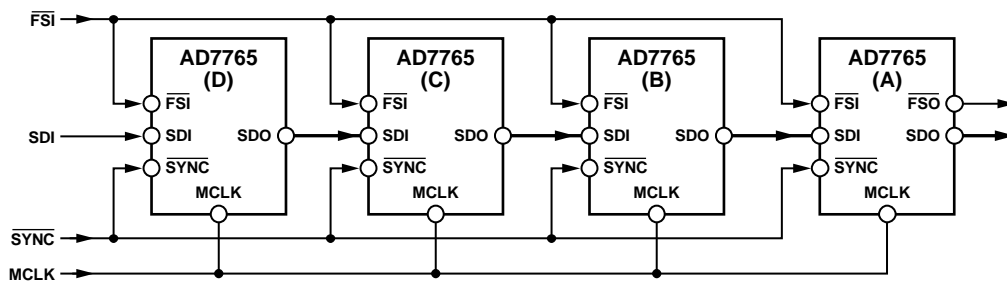 FSI
AD7765
(D)
FSI
SDI
SYNC
SDO
MCLK
AD7765
(C)
FSI
SDI
SYNC
SDO
MCLK
AD7765
(B)
FSI
SDI
SYNC
SDO
MCLK
AD7765
(A)
FSI
SDI
SYNC
FSO
SDO
MCLK
SDI
SYNC
MCLK